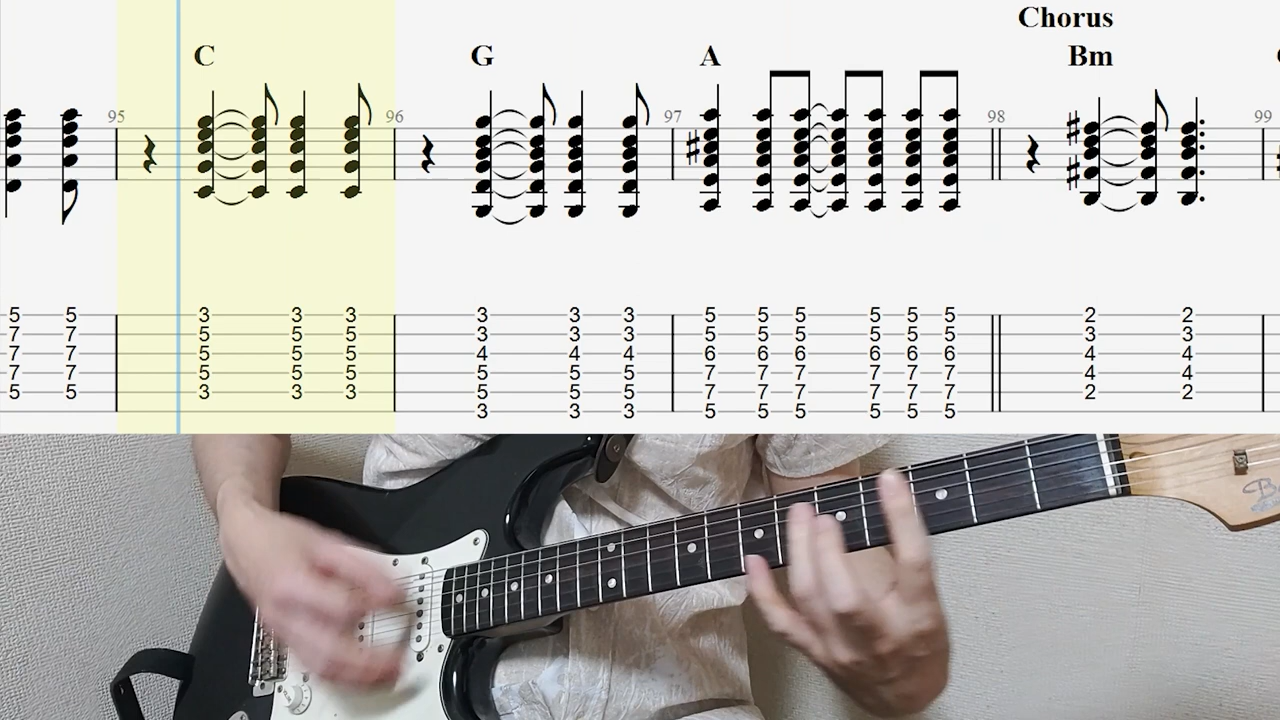 Chorus
C G A Bm
95 96 97 98 99
5 5 3 3 3 3 3 3 5 5 5 5 5 5 2 2
7 7 5 5 5 3 3 3 5 5 5 5 5 5 3 3
7 7 5 5 5 4 4 4 6 6 6 6 6 6 4 4
7 7 5 5 5 5 5 5 7 7 7 7 7 7 4 4
5 5 3 3 3 5 5 5 7 7 7 7 7 7 2 2
3 3 3 5 5 5 5 5 5